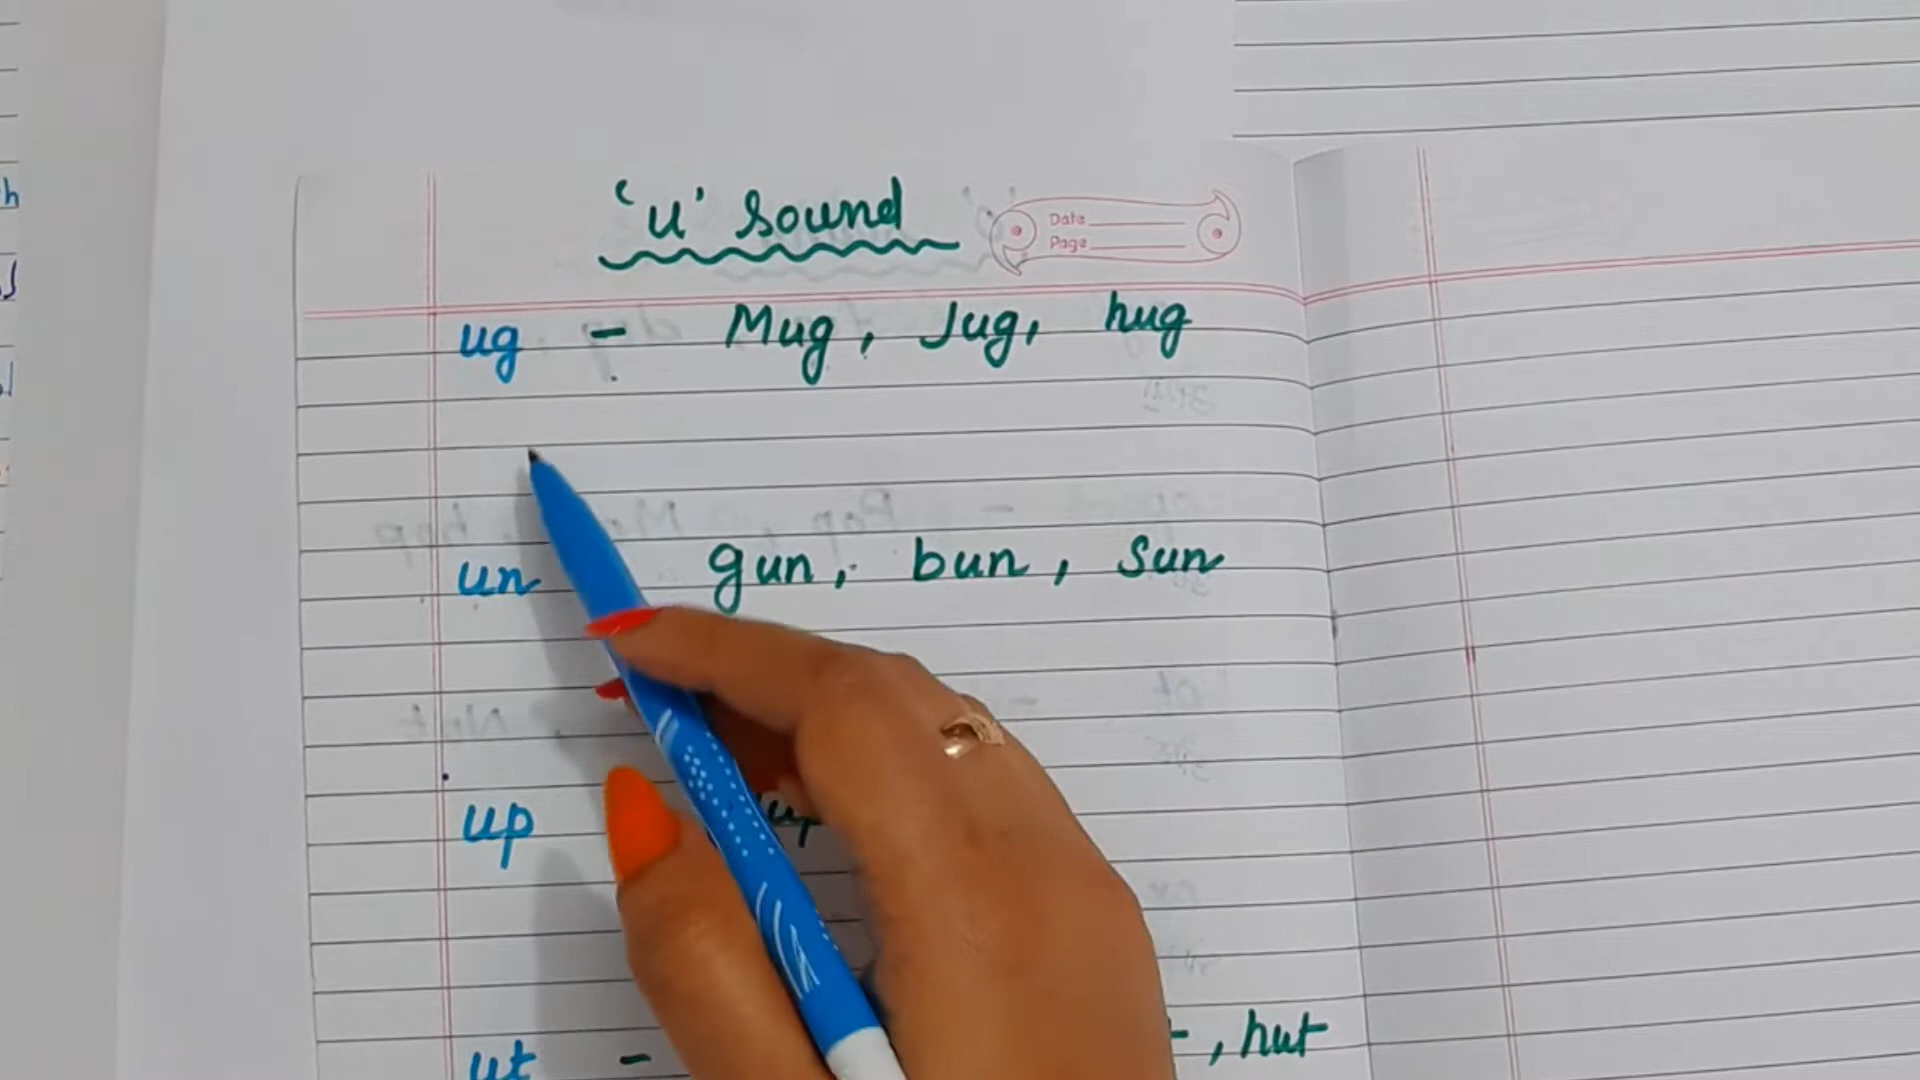 'u' sound
Date
Page
ug - Mug, Jug, hug
un gun, bun, Sun
up
ut - , hut